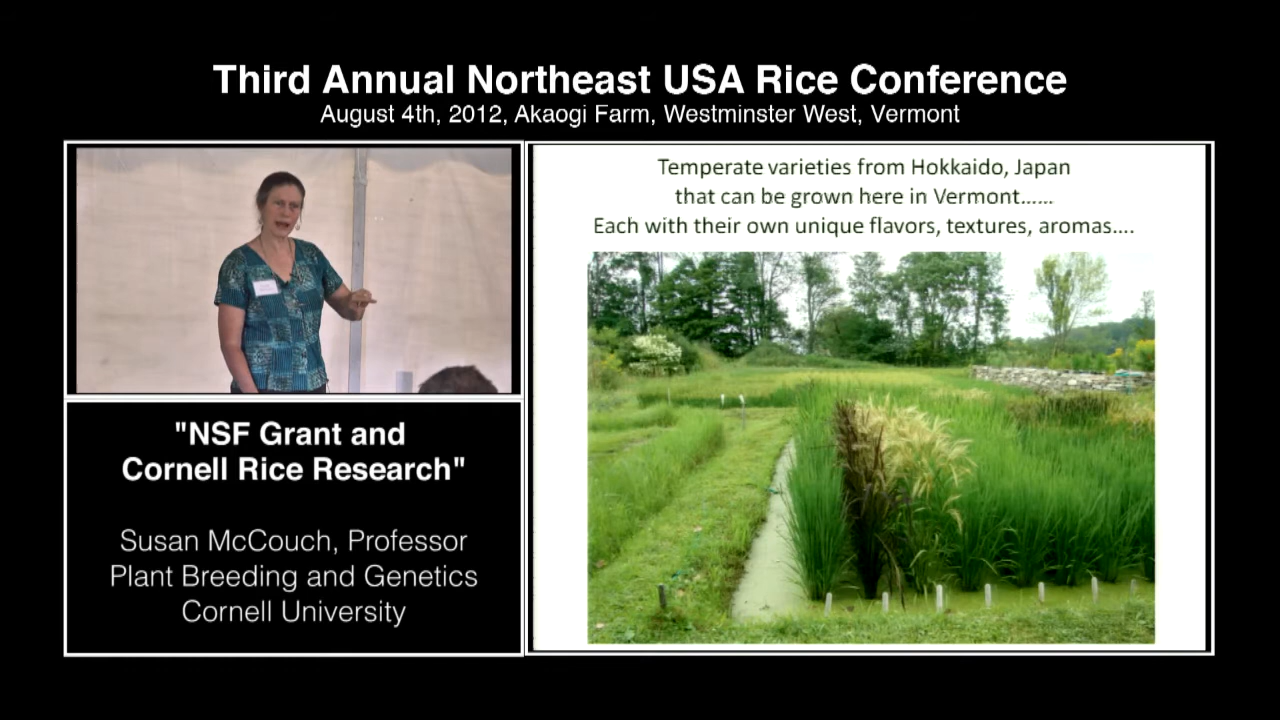 Third Annual Northeast USA Rice Conference
August 4th, 2012, Akaogi Farm, Westminster West, Vermont
Temperate varieties from Hokkaido, Japan
that can be grown here in Vermont......
Each with their own unique flavors, textures, aromas....
"NSF Grant and
Cornell Rice Research"
Susan McCouch, Professor
Plant Breeding and Genetics
Cornell University